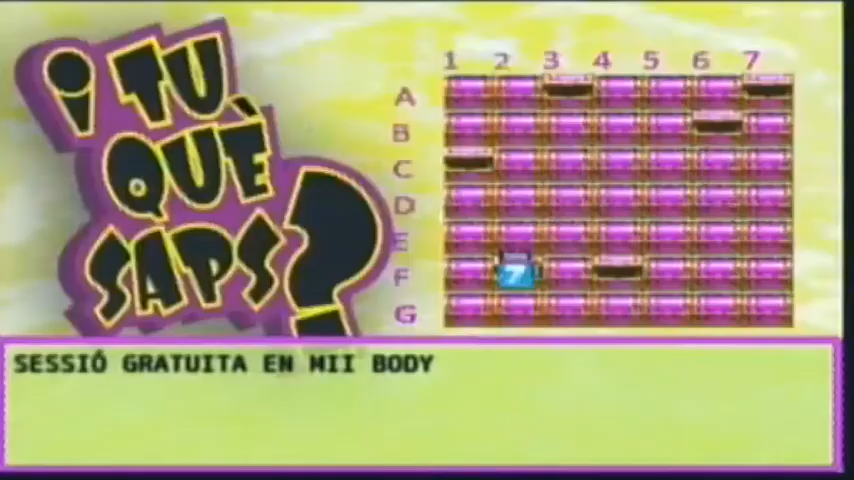 I TU
QUÈ
SAPS?
1 2 3 4 5 6 7
A
B
C
D
E
F
G
7
SESSIÓ GRATUITA EN MII BODY